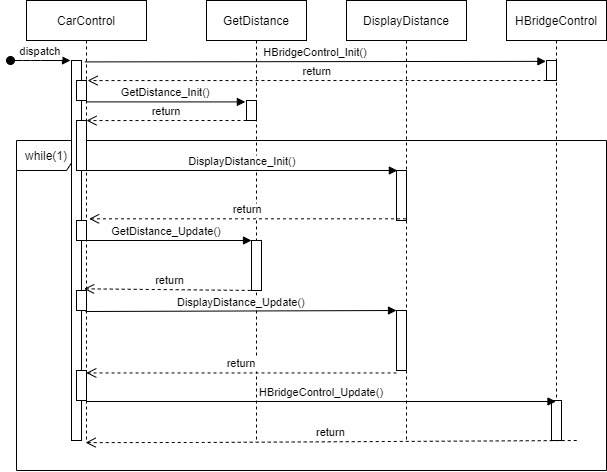 CarControl
GetDistance
DisplayDistance
HBridgeControl
dispatch
HBridgeControl_Init()
return
GetDistance_Init()
return
while(1)
DisplayDistance_Init()
return
GetDistance_Update()
return
DisplayDistance_Update()
return
HBridgeControl_Update()
return